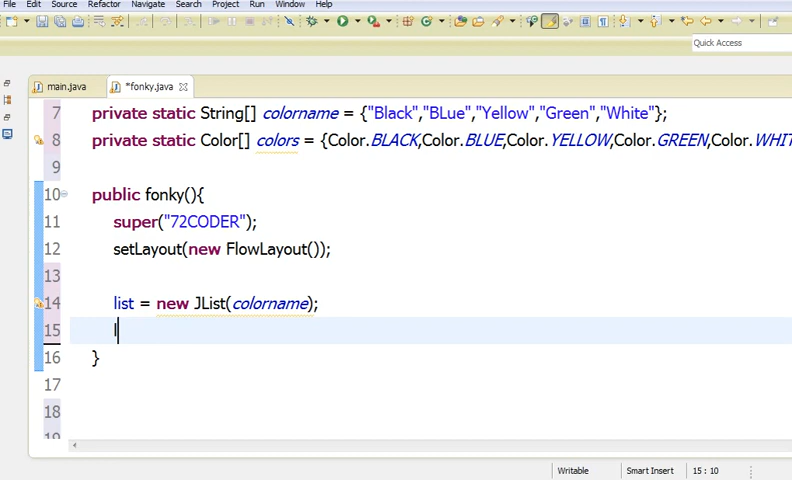 File Edit Source Refactor Navigate Search Project Run Window Help
Quick Access
main.java *fonky.java
7 private static String[] colorname = {"Black","BLue","Yellow","Green","White"};
8 private static Color[] colors = {Color.BLACK,Color.BLUE,Color.YELLOW,Color.GREEN,Color.WHIT
9
10 public fonky(){
11 super("72CODER");
12 setLayout(new FlowLayout());
13
14 list = new JList(colorname);
15 l
16 }
17
18
19
Writable Smart Insert 15 : 10